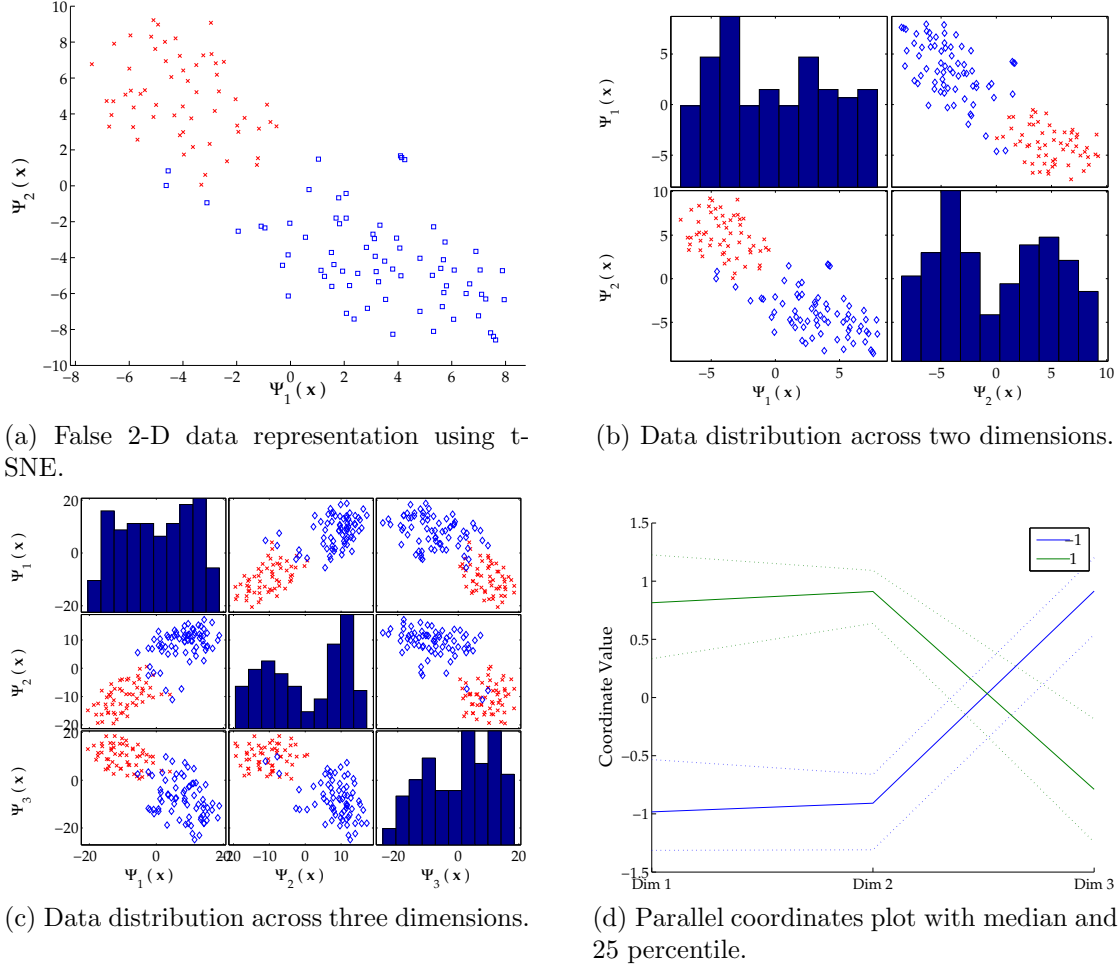 10
8
6
4
2
0
−2
−4
−6
−8
−10
Ψ2(x)
−8 −6 −4 −2 0 2 4 6 8
Ψ1(x)
(a) False 2-D data representation using t-
SNE.
5
0
−5
Ψ1(x)
10
5
0
−5
Ψ2(x)
−5 0 5
−5 0 5 10
Ψ1(x)
Ψ2(x)
(b) Data distribution across two dimensions.
20
0
−20
Ψ1(x)
20
10
0
−10
−20
Ψ2(x)
20
0
−20
Ψ3(x)
−20 0 20
−20 −10 0 10
−20 0 20
Ψ1(x) Ψ2(x) Ψ3(x)
(c) Data distribution across three dimensions.
1.5
1
0.5
0
−0.5
−1
−1.5
Coordinate Value
−1
1
Dim 1 Dim 2 Dim 3
(d) Parallel coordinates plot with median and
25 percentile.